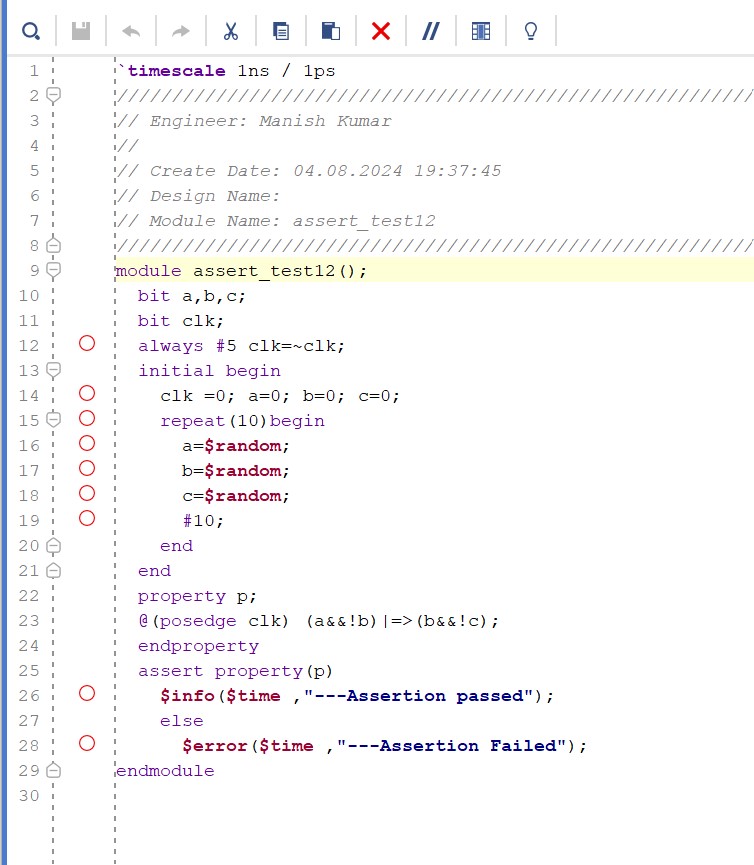 1 `timescale 1ns / 1ps
2 //////////////////////////////////////////////////////////
3 // Engineer: Manish Kumar
4 //
5 // Create Date: 04.08.2024 19:37:45
6 // Design Name:
7 // Module Name: assert_test12
8 //////////////////////////////////////////////////////////
9 module assert_test12();
10 bit a,b,c;
11 bit clk;
12 always #5 clk=~clk;
13 initial begin
14 clk =0; a=0; b=0; c=0;
15 repeat(10)begin
16 a=$random;
17 b=$random;
18 c=$random;
19 #10;
20 end
21 end
22 property p;
23 @(posedge clk) (a&&!b)|=>(b&&!c);
24 endproperty
25 assert property(p)
26 $info($time ,"---Assertion passed");
27 else
28 $error($time ,"---Assertion Failed");
29 endmodule
30